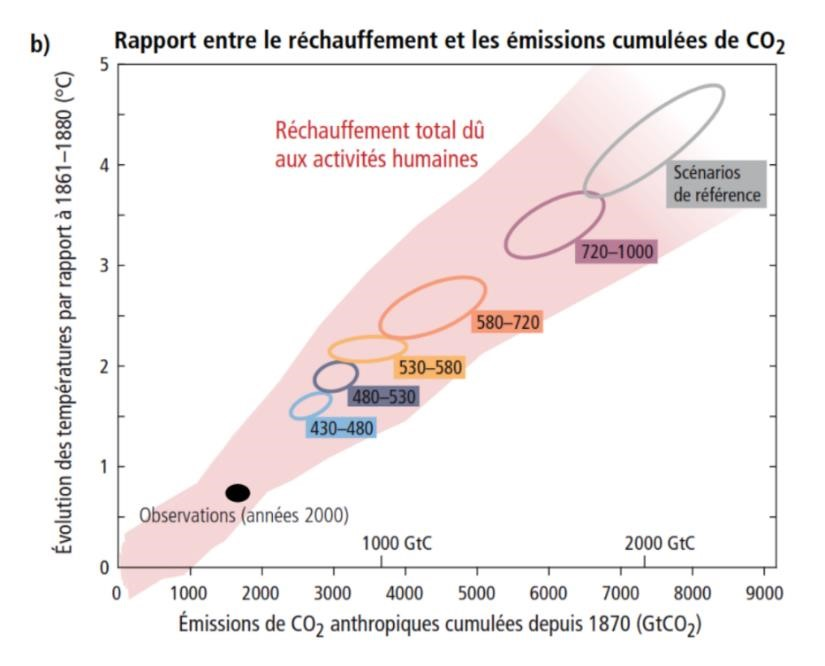 b) Rapport entre le réchauffement et les émissions cumulées de CO₂
Évolution des températures par rapport à 1861–1880 (°C)
5
4
3
2
1
0
Réchauffement total dû
aux activités humaines
Scénarios
de référence
720–1000
580–720
530–580
480–530
430–480
Observations (années 2000)
1000 GtC
2000 GtC
0 1000 2000 3000 4000 5000 6000 7000 8000 9000
Émissions de CO₂ anthropiques cumulées depuis 1870 (GtCO₂)